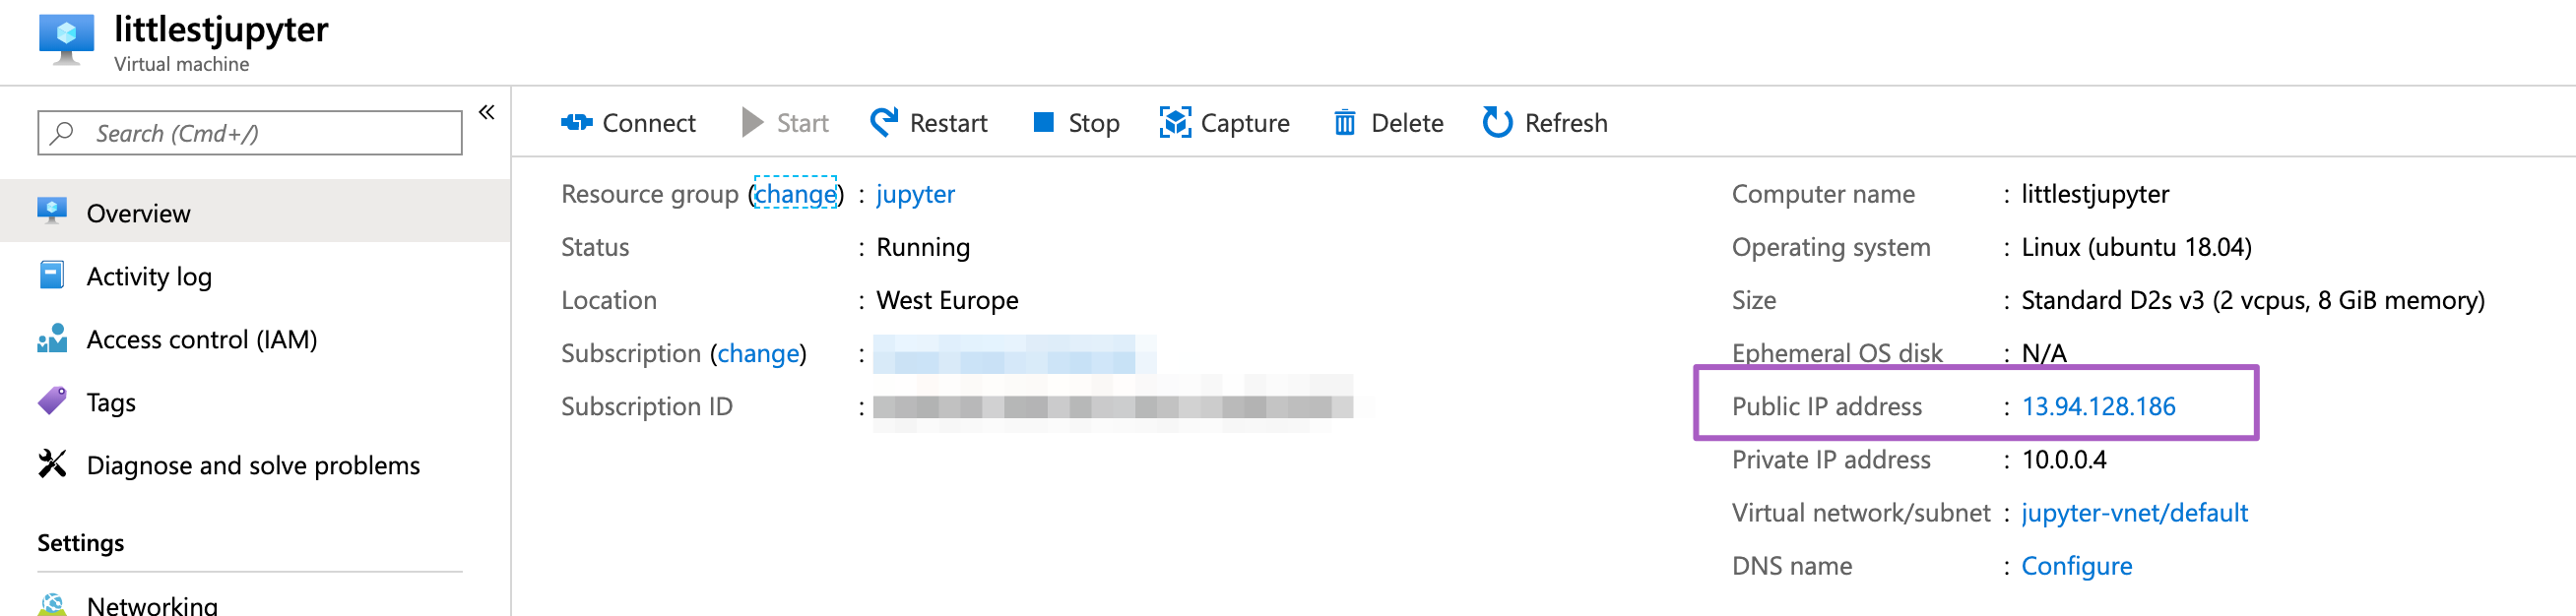 littlestjupyter
Virtual machine
Search (Cmd+/)
«
Overview
Activity log
Access control (IAM)
Tags
Diagnose and solve problems
Settings
Networking
Connect
Start
Restart
Stop
Capture
Delete
Refresh
Resource group (change) : jupyter
Status : Running
Location : West Europe
Subscription (change) :
Subscription ID :
Computer name : littlestjupyter
Operating system : Linux (ubuntu 18.04)
Size : Standard D2s v3 (2 vcpus, 8 GiB memory)
Ephemeral OS disk : N/A
Public IP address : 13.94.128.186
Private IP address : 10.0.0.4
Virtual network/subnet : jupyter-vnet/default
DNS name : Configure